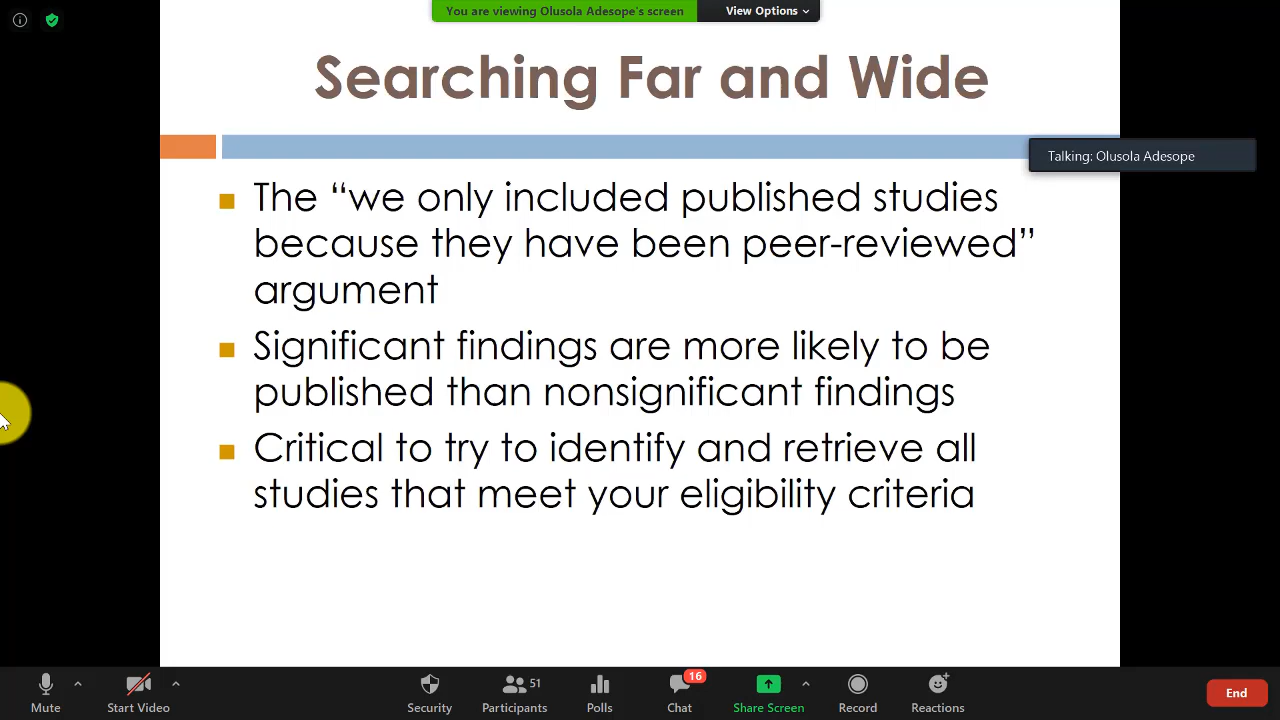 You are viewing Olusola Adesope's screen
View Options
Searching Far and Wide
Talking: Olusola Adesope
The “we only included published studies
because they have been peer-reviewed”
argument
Significant findings are more likely to be
published than nonsignificant findings
Critical to try to identify and retrieve all
studies that meet your eligibility criteria
16
51
Mute
Start Video
Security
Participants
Polls
Chat
Share Screen
Record
Reactions
End